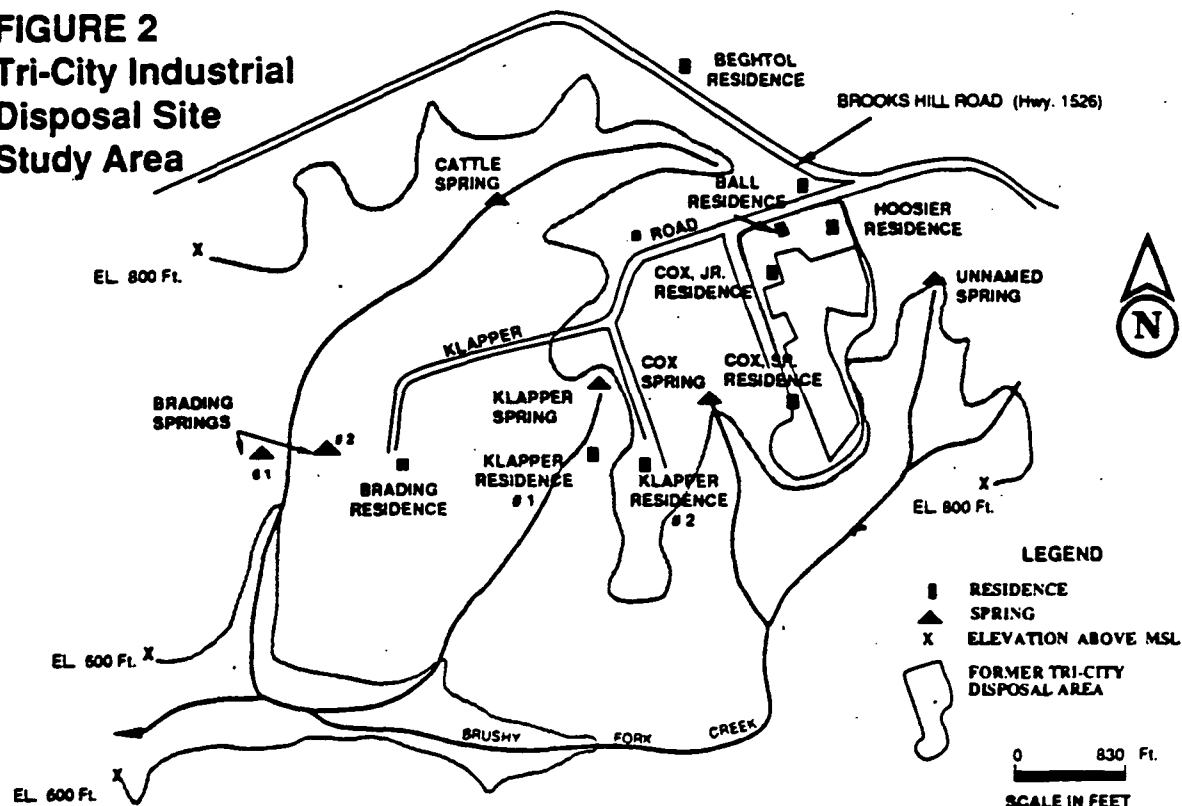 FIGURE 2
Tri-City Industrial
Disposal Site
Study Area
BEGHTOL
RESIDENCE
BROOKS HILL ROAD (Hwy. 1526)
CATTLE
SPRING
BALL
RESIDENCE
HOOSIER
RESIDENCE
ROAD
EL. 800 Ft.
X
COX, JR.
RESIDENCE
UNNAMED
SPRING
N
KLAPPER
COX
SPRING
COX, SR.
RESIDENCE
KLAPPER
SPRING
BRADING
SPRINGS
#2
#1
KLAPPER
RESIDENCE
#1
KLAPPER
RESIDENCE
#2
BRADING
RESIDENCE
X
EL. 800 Ft.
LEGEND
RESIDENCE
SPRING
X ELEVATION ABOVE MSL
FORMER TRI-CITY
DISPOSAL AREA
EL. 600 Ft. X
BRUSHY FORK CREEK
X
EL. 600 Ft.
0 830 Ft.
SCALE IN FEET